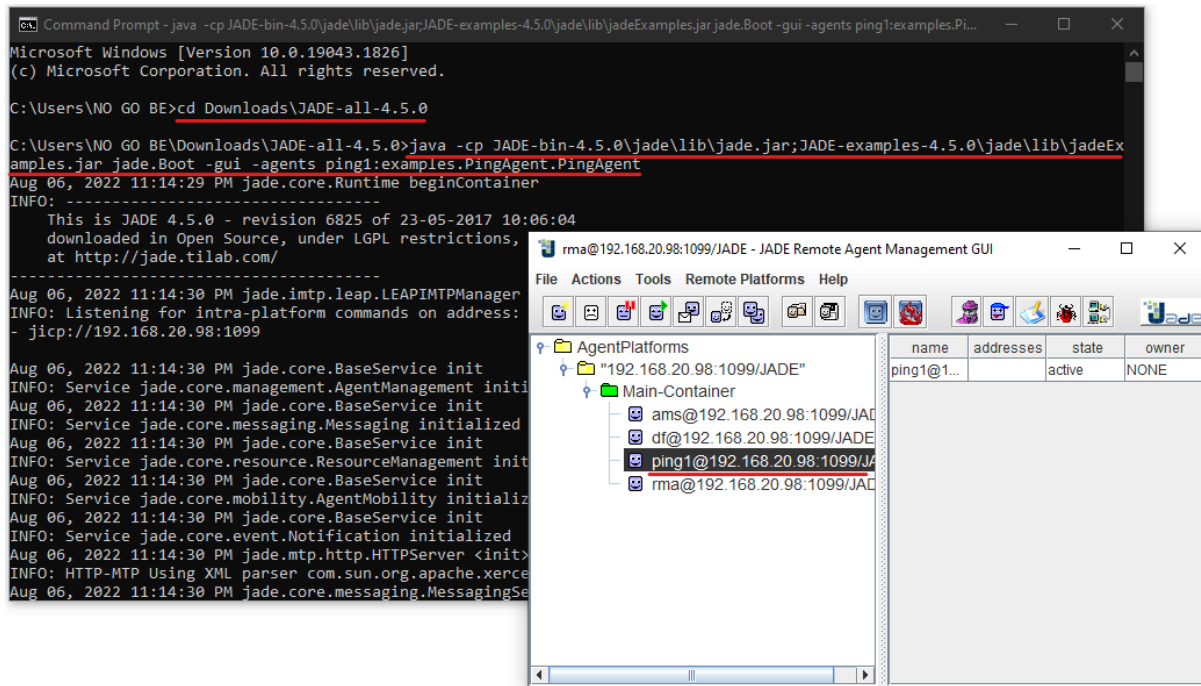 Command Prompt - java -cp JADE-bin-4.5.0\jade\lib\jade.jar;JADE-examples-4.5.0\jade\lib\jadeExamples.jar jade.Boot -gui -agents ping1:examples.Pi...
Microsoft Windows [Version 10.0.19043.1826]
(c) Microsoft Corporation. All rights reserved.
C:\Users\NO GO BE>cd Downloads\JADE-all-4.5.0
C:\Users\NO GO BE\Downloads\JADE-all-4.5.0>java -cp JADE-bin-4.5.0\jade\lib\jade.jar;JADE-examples-4.5.0\jade\lib\jadeEx
amples.jar jade.Boot -gui -agents ping1:examples.PingAgent.PingAgent
Aug 06, 2022 11:14:29 PM jade.core.Runtime beginContainer
INFO: ----------------------------------
This is JADE 4.5.0 - revision 6825 of 23-05-2017 10:06:04
downloaded in Open Source, under LGPL restrictions,
at http://jade.tilab.com/
----------------------------------------
Aug 06, 2022 11:14:30 PM jade.imtp.leap.LEAPIMTPManager
INFO: Listening for intra-platform commands on address:
- jicp://192.168.20.98:1099
Aug 06, 2022 11:14:30 PM jade.core.BaseService init
INFO: Service jade.core.management.AgentManagement initi
Aug 06, 2022 11:14:30 PM jade.core.BaseService init
INFO: Service jade.core.messaging.Messaging initialized
Aug 06, 2022 11:14:30 PM jade.core.BaseService init
INFO: Service jade.core.resource.ResourceManagement init
Aug 06, 2022 11:14:30 PM jade.core.BaseService init
INFO: Service jade.core.mobility.AgentMobility initializ
Aug 06, 2022 11:14:30 PM jade.core.BaseService init
INFO: Service jade.core.event.Notification initialized
Aug 06, 2022 11:14:30 PM jade.mtp.http.HTTPServer <init>
INFO: HTTP-MTP Using XML parser com.sun.org.apache.xerce
Aug 06, 2022 11:14:30 PM jade.core.messaging.MessagingSe
rma@192.168.20.98:1099/JADE - JADE Remote Agent Management GUI
File Actions Tools Remote Platforms Help
Jade
AgentPlatforms
"192.168.20.98:1099/JADE"
Main-Container
ams@192.168.20.98:1099/JAD
df@192.168.20.98:1099/JADE
ping1@192.168.20.98:1099/JA
rma@192.168.20.98:1099/JAD
name addresses state owner
ping1@1... active NONE